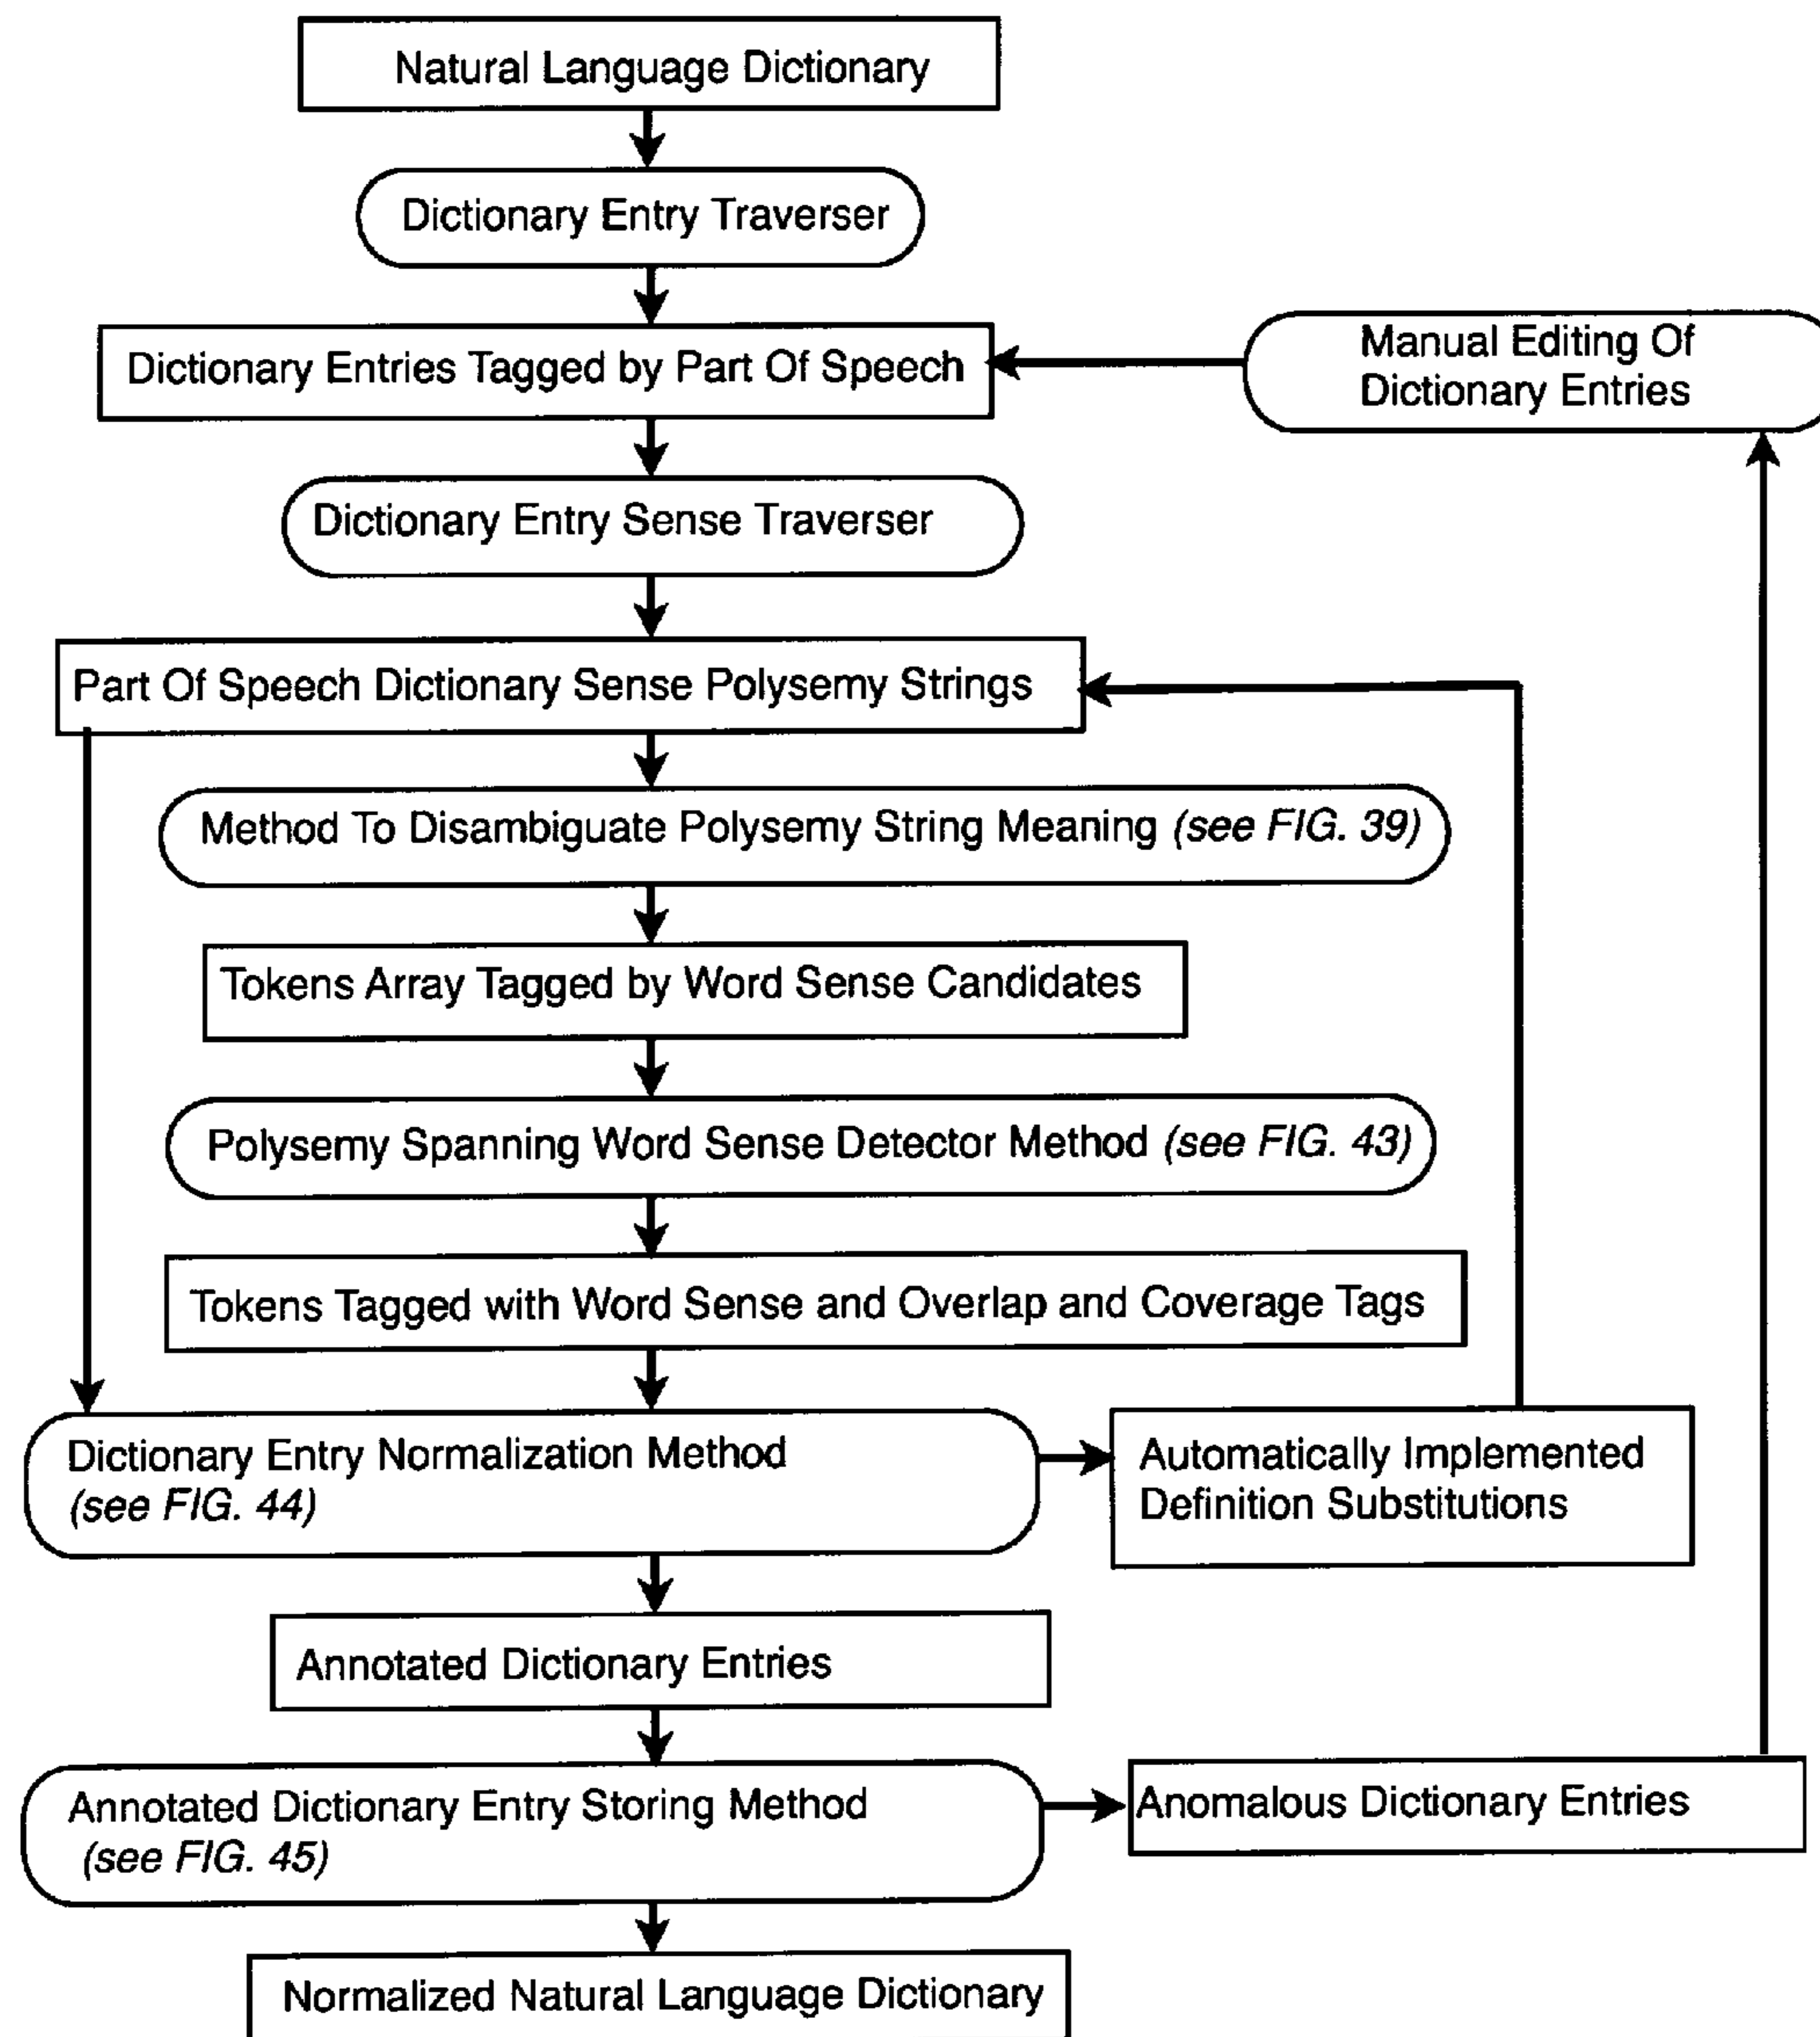 Natural Language Dictionary
Dictionary Entry Traverser
Dictionary Entries Tagged by Part Of Speech
Manual Editing Of
Dictionary Entries
Dictionary Entry Sense Traverser
Part Of Speech Dictionary Sense Polysemy Strings
Method To Disambiguate Polysemy String Meaning (see FIG. 39)
Tokens Array Tagged by Word Sense Candidates
Polysemy Spanning Word Sense Detector Method (see FIG. 43)
Tokens Tagged with Word Sense and Overlap and Coverage Tags
Dictionary Entry Normalization Method
(see FIG. 44)
Automatically Implemented
Definition Substitutions
Annotated Dictionary Entries
Annotated Dictionary Entry Storing Method
(see FIG. 45)
Anomalous Dictionary Entries
Normalized Natural Language Dictionary